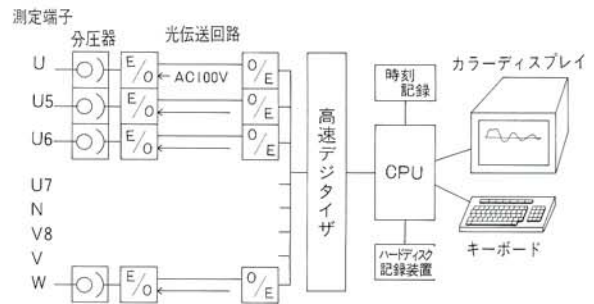 測定端子
分圧器
光伝送回路
U
E/O
AC100V
O/E
U5
E/O
O/E
U6
E/O
O/E
U7
N
V8
V
W
E/O
O/E
高速デジタイザ
時刻
記録
CPU
ハードディスク
記録装置
カラーディスプレイ
キーボード